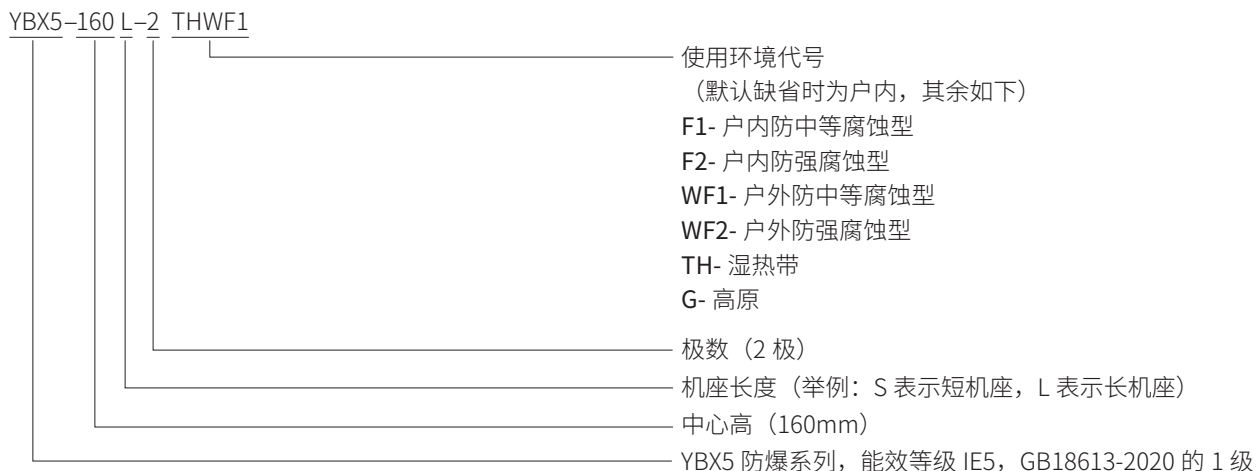 YBX5-160 L-2 THWF1
使用环境代号
（默认缺省时为户内，其余如下）
F1- 户内防中等腐蚀型
F2- 户内防强腐蚀型
WF1- 户外防中等腐蚀型
WF2- 户外防强腐蚀型
TH- 湿热带
G- 高原
极数（2 极）
机座长度（举例：S 表示短机座，L 表示长机座）
中心高（160mm）
YBX5 防爆系列，能效等级 IE5，GB18613-2020 的 1 级